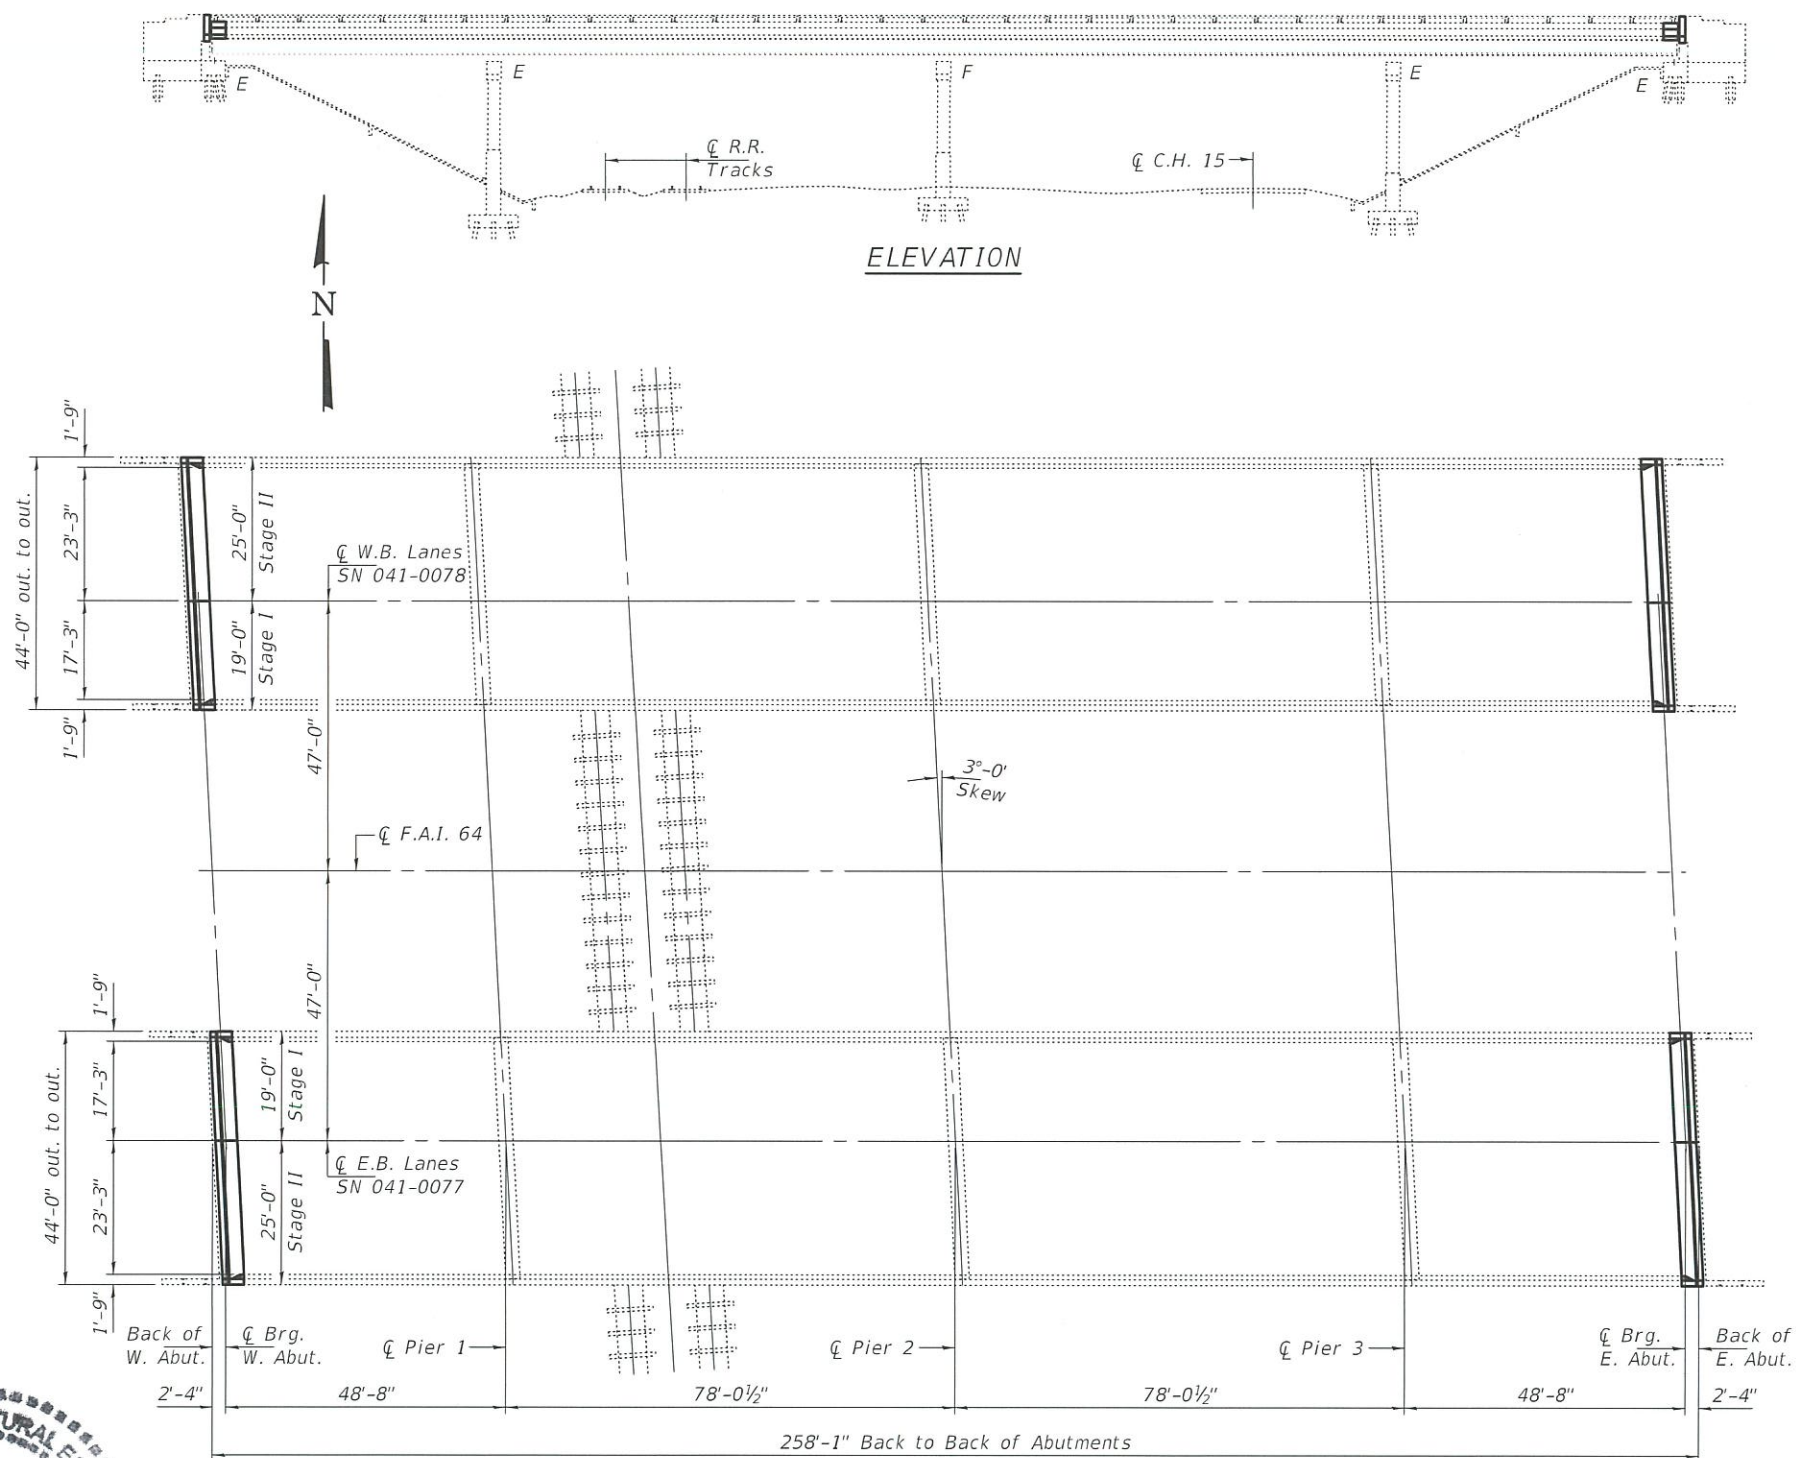 E
F
E
E
E
℄ R.R.
Tracks
℄ C.H. 15
ELEVATION
N
1'-9"
44'-0" out. to out.
23'-3"
25'-0"
Stage II
℄ W.B. Lanes
SN 041-0078
17'-3"
19'-0"
Stage I
1'-9"
47'-0"
3°-0'
Skew
℄ F.A.I. 64
47'-0"
1'-9"
44'-0" out. to out.
17'-3"
19'-0"
Stage I
℄ E.B. Lanes
SN 041-0077
23'-3"
25'-0"
Stage II
1'-9"
Back of
W. Abut.
℄ Brg.
W. Abut.
℄ Pier 1
℄ Pier 2
℄ Pier 3
℄ Brg.
E. Abut.
Back of
E. Abut.
2'-4"
48'-8"
78'-0½"
78'-0½"
48'-8"
2'-4"
258'-1" Back to Back of Abutments